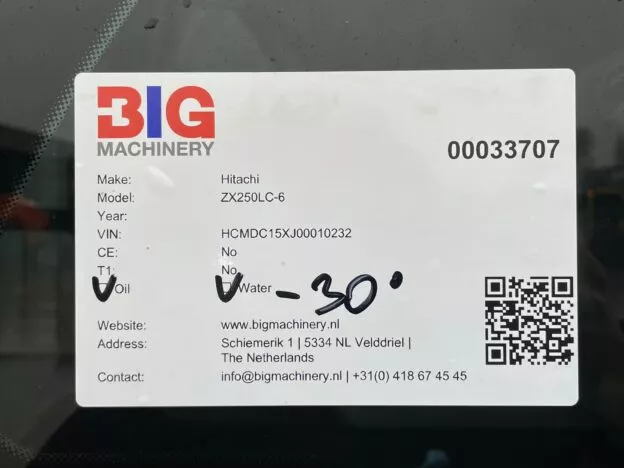 BIG
MACHINERY
00033707
Make: Hitachi
Model: ZX250LC-6
Year:
VIN: HCMDC15XJ00010232
CE: No
T1: No
Oil Water -30°
Website: www.bigmachinery.nl
Address: Schiemerik 1 | 5334 NL Velddriel |
The Netherlands
Contact: info@bigmachinery.nl | +31(0) 418 67 45 45